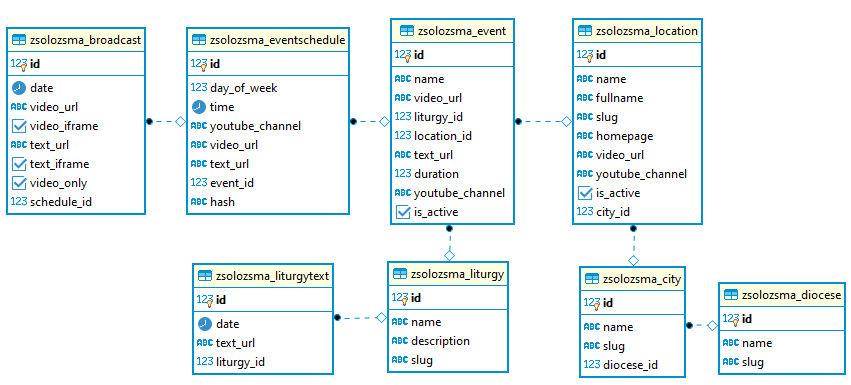 zsolozsma_broadcast
123 id
date
ABC video_url
video_iframe
ABC text_url
text_iframe
video_only
123 schedule_id
zsolozsma_eventschedule
123 id
123 day_of_week
time
ABC youtube_channel
ABC video_url
ABC text_url
123 event_id
ABC hash
zsolozsma_event
123 id
ABC name
ABC video_url
123 liturgy_id
123 location_id
ABC text_url
123 duration
ABC youtube_channel
is_active
zsolozsma_location
123 id
ABC name
ABC fullname
ABC slug
ABC homepage
ABC video_url
ABC youtube_channel
is_active
123 city_id
zsolozsma_liturgytext
123 id
date
ABC text_url
123 liturgy_id
zsolozsma_liturgy
123 id
ABC name
ABC description
ABC slug
zsolozsma_city
123 id
ABC name
ABC slug
123 diocese_id
zsolozsma_diocese
123 id
ABC name
ABC slug